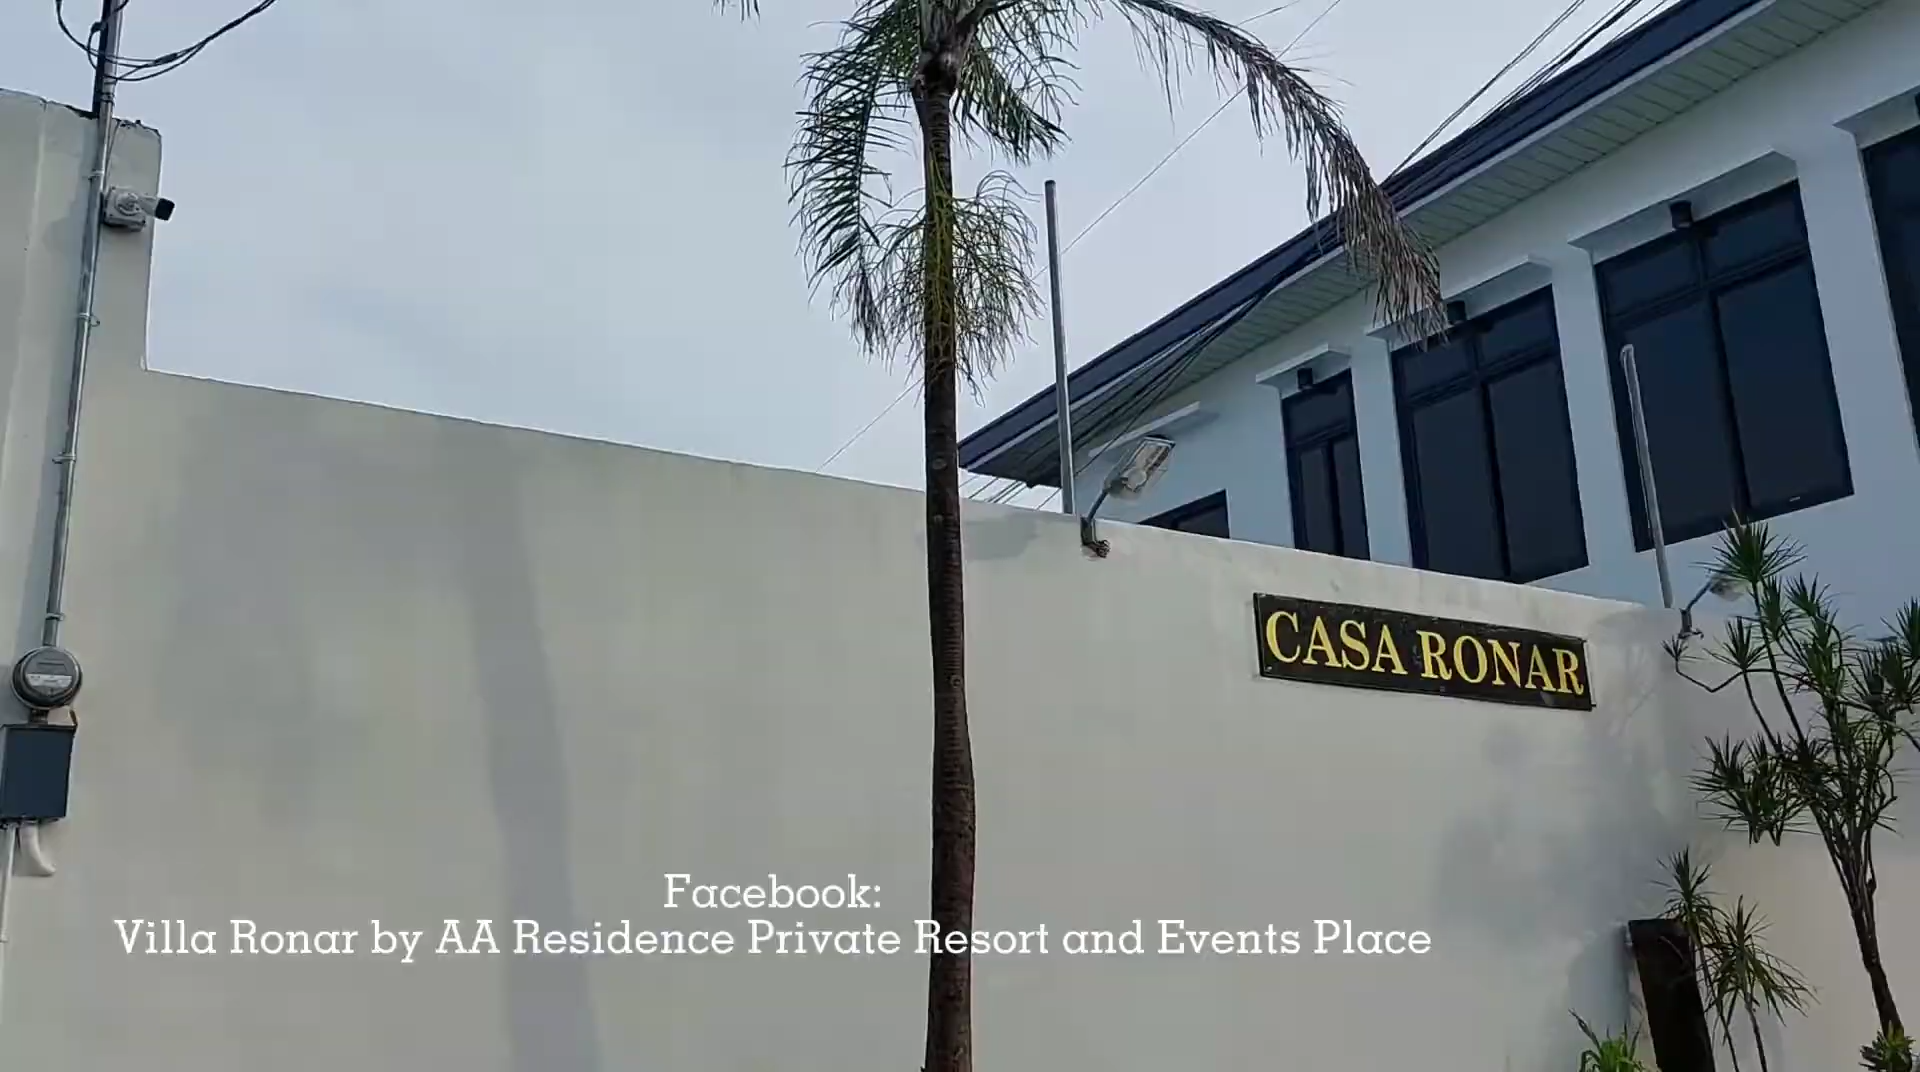 CASA RONAR
Facebook:
Villa Ronar by AA Residence Private Resort and Events Place